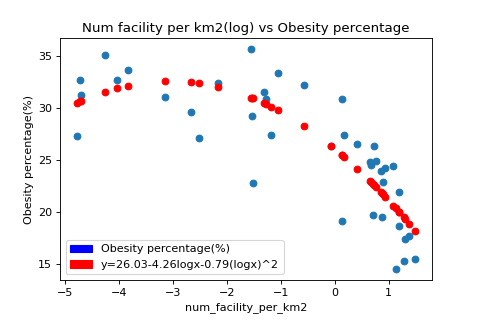 Num facility per km2(log) vs Obesity percentage
Obesity percentage(%)
35
30
25
20
15
−5 −4 −3 −2 −1 0 1
num_facility_per_km2
Obesity percentage(%)
y=26.03-4.26logx-0.79(logx)^2